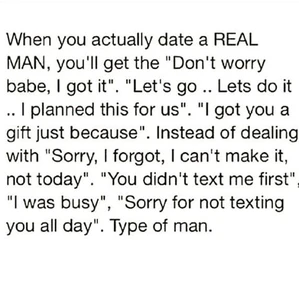 When you actually date a REAL
MAN, you'll get the "Don't worry
babe, I got it". "Let's go .. Lets do it
.. I planned this for us". "I got you a
gift just because". Instead of dealing
with "Sorry, I forgot, I can't make it,
not today". "You didn't text me first",
"I was busy", "Sorry for not texting
you all day". Type of man.